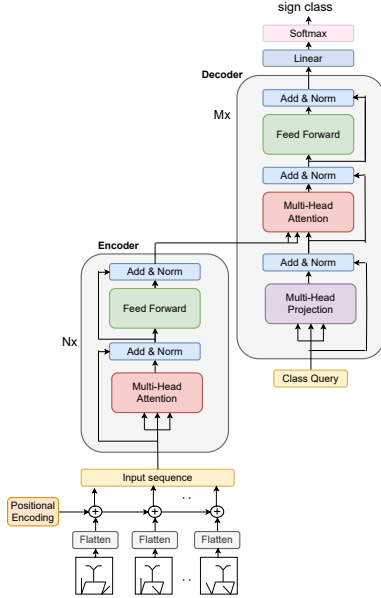 sign class
Softmax
Linear
Decoder
Add & Norm
Mx
Feed Forward
Add & Norm
Multi-Head
Attention
Encoder
Add & Norm
Add & Norm
Feed Forward
Multi-Head
Projection
Nx
Add & Norm
Multi-Head
Attention
Class Query
Input sequence
. .
Positional
Encoding
Flatten
Flatten
. .
Flatten
. .